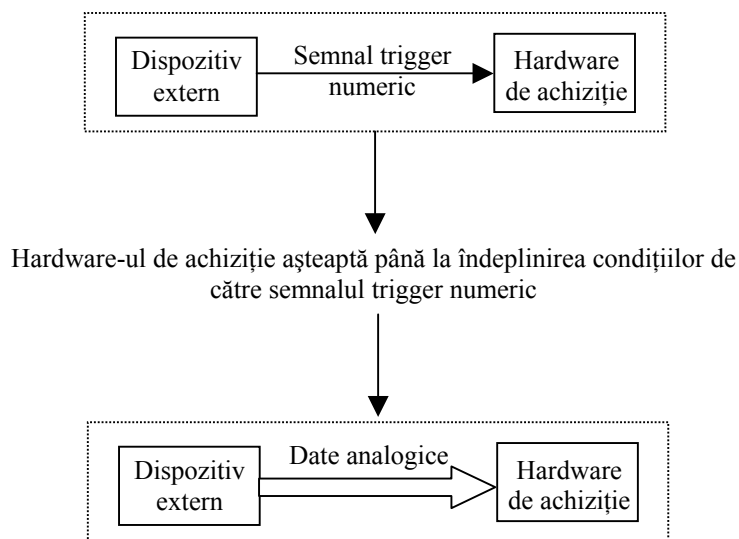 Dispozitiv
extern
Semnal trigger
numeric
Hardware
de achiziție
Hardware-ul de achiziție așteaptă până la îndeplinirea condițiilor de
către semnalul trigger numeric
Dispozitiv
extern
Date analogice
Hardware
de achiziție